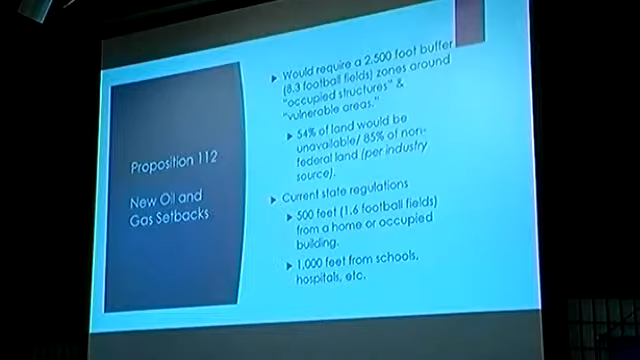 Proposition 112
New Oil and
Gas Setbacks
Would require a 2,500 foot buffer
(8.3 football fields) zones around
"occupied structures" &
"vulnerable areas."
54% of land would be
unavailable/ 85% of non-
federal land (per industry
source).
Current state regulations
500 feet (1.6 football fields)
from a home or occupied
building.
1,000 feet from schools,
hospitals, etc.